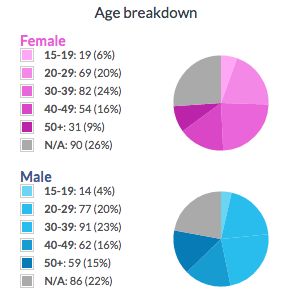 Age breakdown
Female
15-19: 19 (6%)
20-29: 69 (20%)
30-39: 82 (24%)
40-49: 54 (16%)
50+: 31 (9%)
N/A: 90 (26%)
Male
15-19: 14 (4%)
20-29: 77 (20%)
30-39: 91 (23%)
40-49: 62 (16%)
50+: 59 (15%)
N/A: 86 (22%)